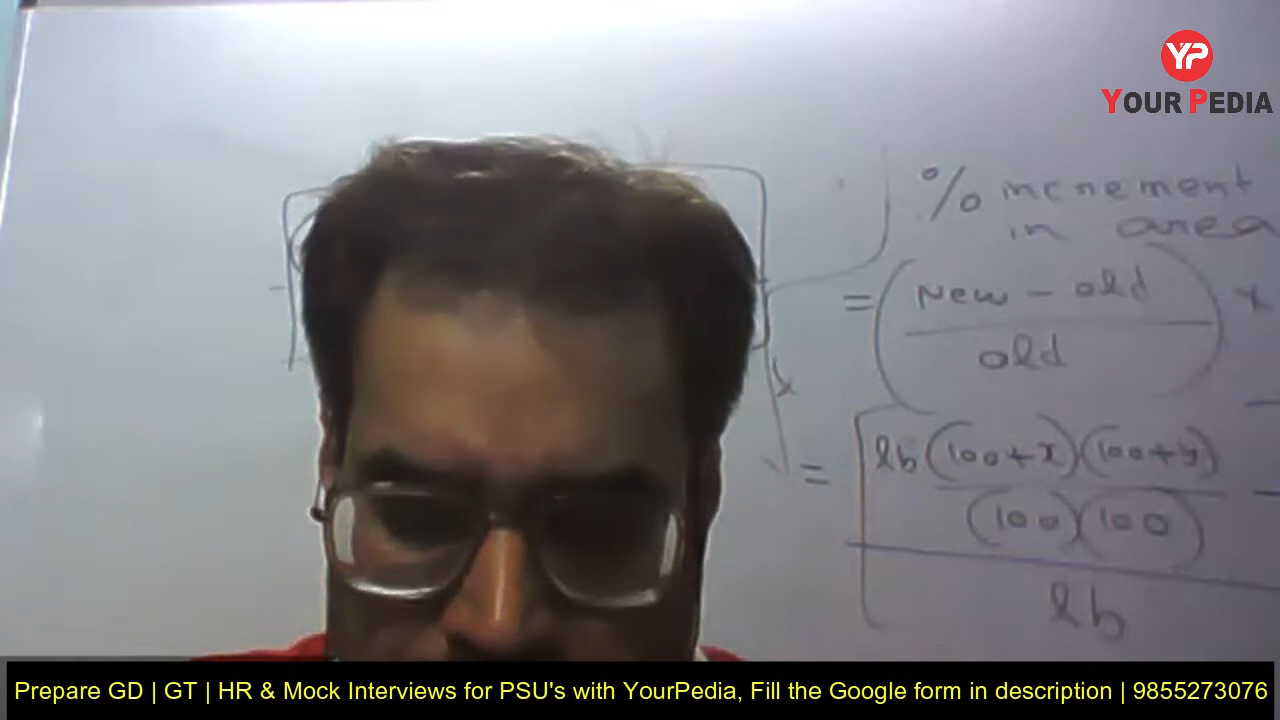 YP
YOUR PEDIA
% increment
in area
= (New - old / old) x
= [lb(100+x)(100+y) / (100)(100) -
lb
Prepare GD | GT | HR & Mock Interviews for PSU's with YourPedia, Fill the Google form in description | 9855273076